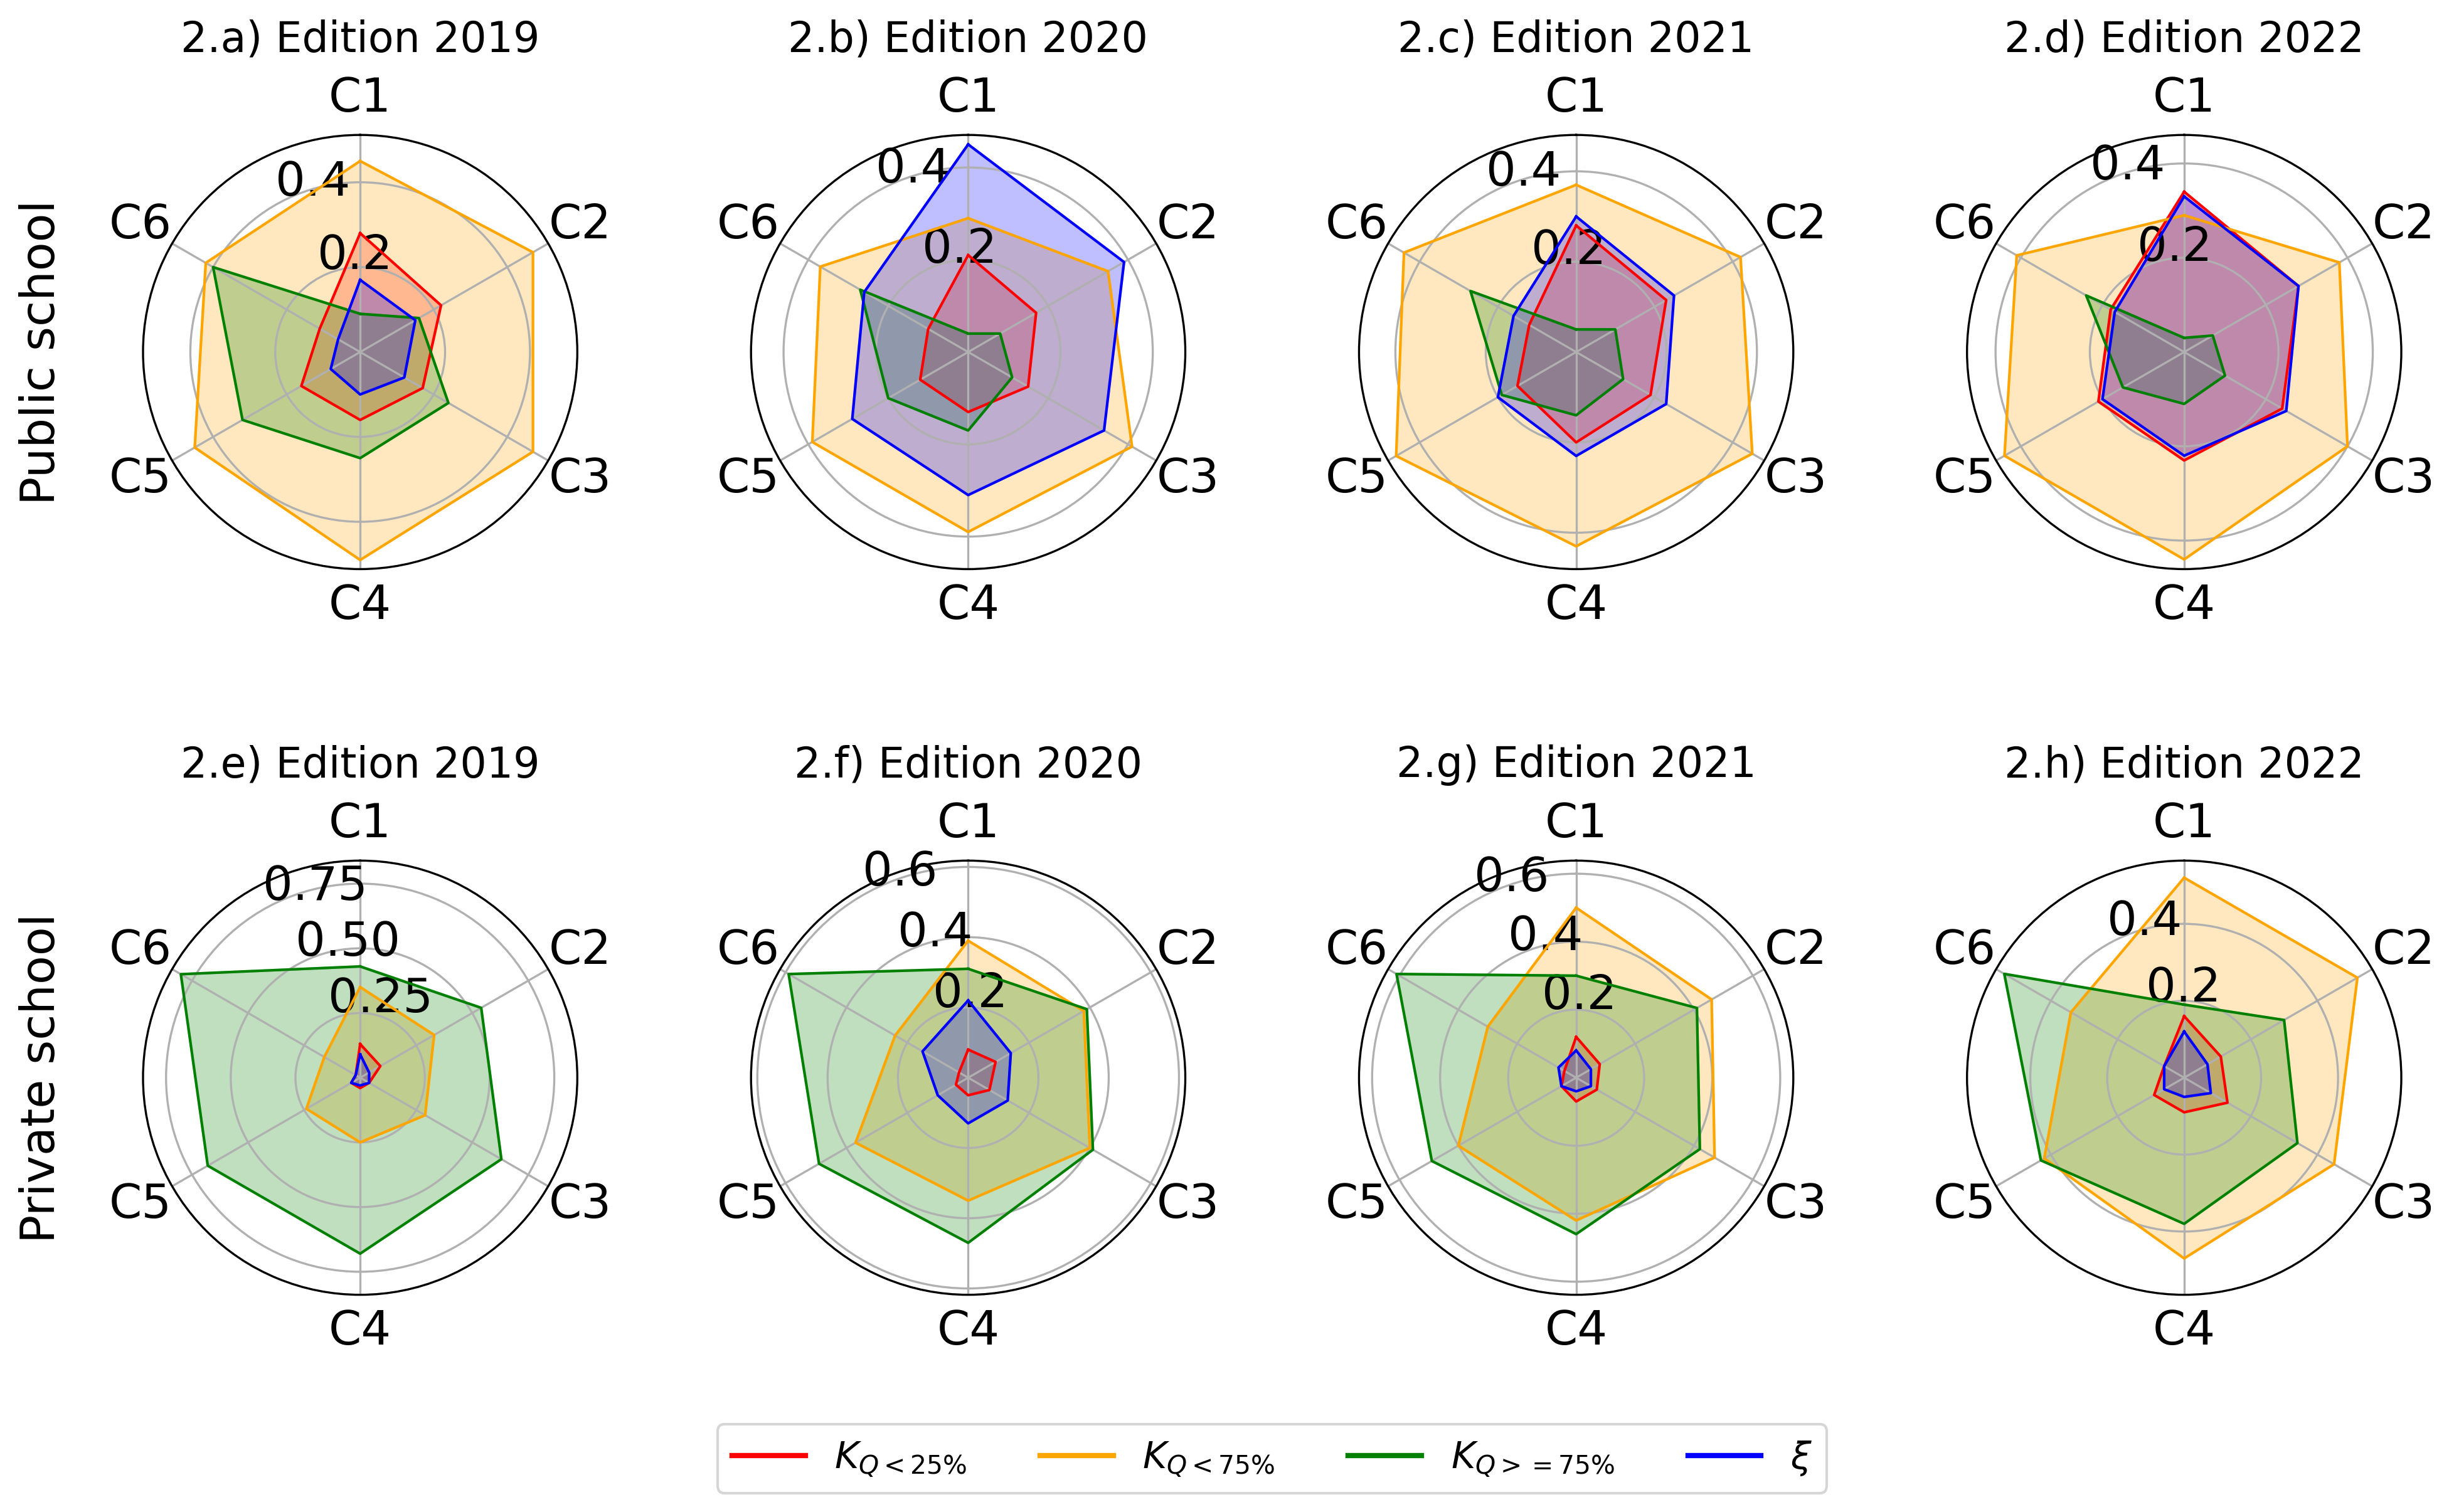 2.a) Edition 2019
2.b) Edition 2020
2.c) Edition 2021
2.d) Edition 2022
Public school
C1
C2
C3
C4
C5
C6
0.4
0.2
C1
C2
C3
C4
C5
C6
0.4
0.2
C1
C2
C3
C4
C5
C6
0.4
0.2
C1
C2
C3
C4
C5
C6
0.4
0.2
2.e) Edition 2019
2.f) Edition 2020
2.g) Edition 2021
2.h) Edition 2022
Private school
C1
C2
C3
C4
C5
C6
0.75
0.50
0.25
C1
C2
C3
C4
C5
C6
0.6
0.4
0.2
C1
C2
C3
C4
C5
C6
0.6
0.4
0.2
C1
C2
C3
C4
C5
C6
0.4
0.2
K_{Q<25%} K_{Q<75%} K_{Q>=75%} ξ